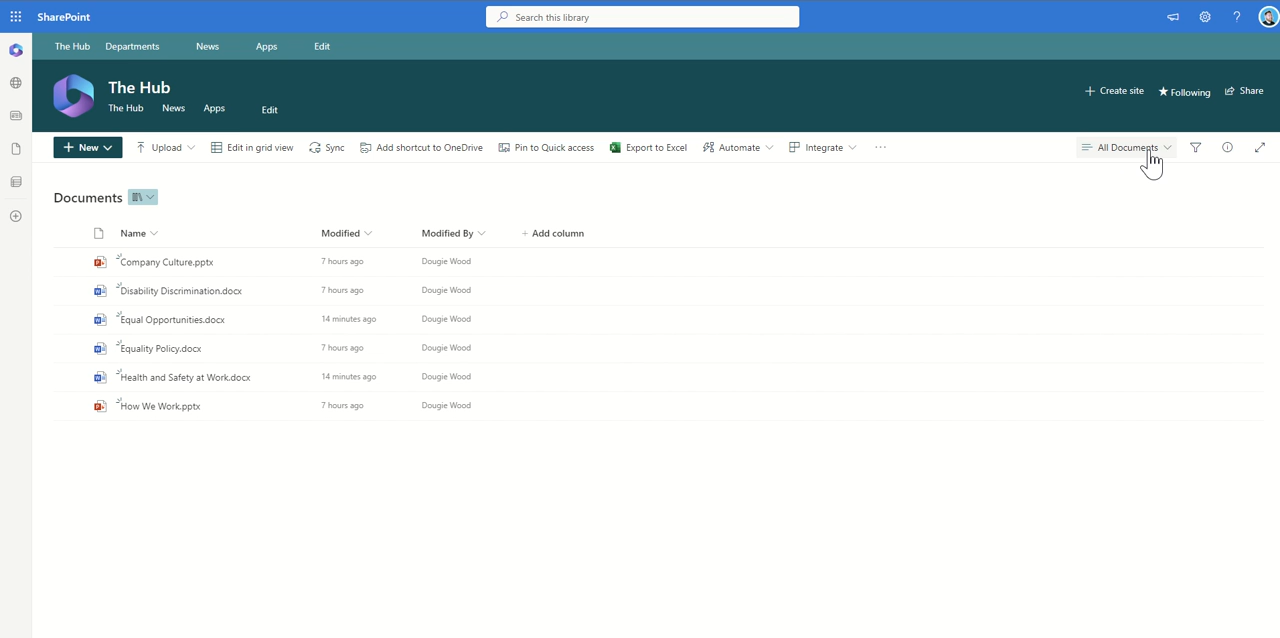 SharePoint
Search this library
?
The Hub Departments News Apps Edit
The Hub
The Hub News Apps Edit
+ Create site Following Share
+ New Upload Edit in grid view Sync Add shortcut to OneDrive Pin to Quick access Export to Excel Automate Integrate ... All Documents
Documents
Name Modified Modified By + Add column
Company Culture.pptx 7 hours ago Dougie Wood
Disability Discrimination.docx 7 hours ago Dougie Wood
Equal Opportunities.docx 14 minutes ago Dougie Wood
Equality Policy.docx 7 hours ago Dougie Wood
Health and Safety at Work.docx 14 minutes ago Dougie Wood
How We Work.pptx 7 hours ago Dougie Wood